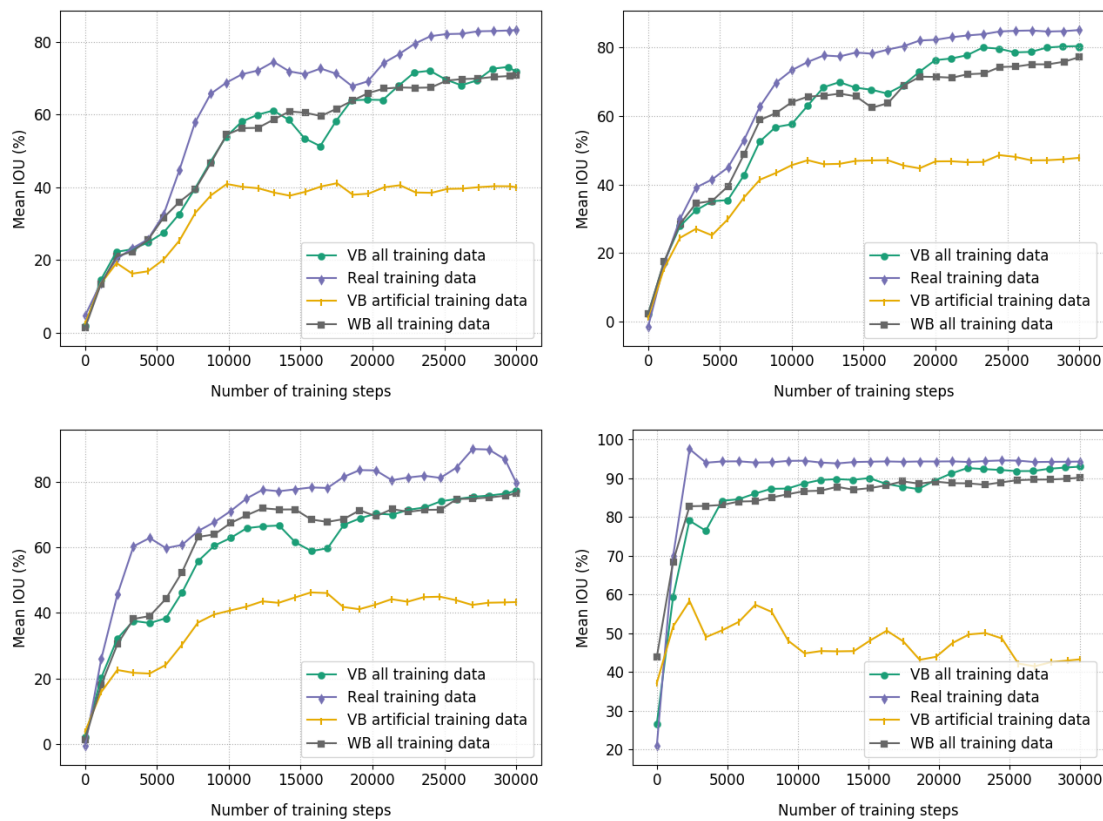 80
60
40
20
0
Mean IOU (%)
VB all training data
Real training data
VB artificial training data
WB all training data
0 5000 10000 15000 20000 25000 30000
Number of training steps
80
60
40
20
0
Mean IOU (%)
VB all training data
Real training data
VB artificial training data
WB all training data
0 5000 10000 15000 20000 25000 30000
Number of training steps
80
60
40
20
0
Mean IOU (%)
VB all training data
Real training data
VB artificial training data
WB all training data
0 5000 10000 15000 20000 25000 30000
Number of training steps
100
90
80
70
60
50
40
30
20
Mean IOU (%)
VB all training data
Real training data
VB artificial training data
WB all training data
0 5000 10000 15000 20000 25000 30000
Number of training steps